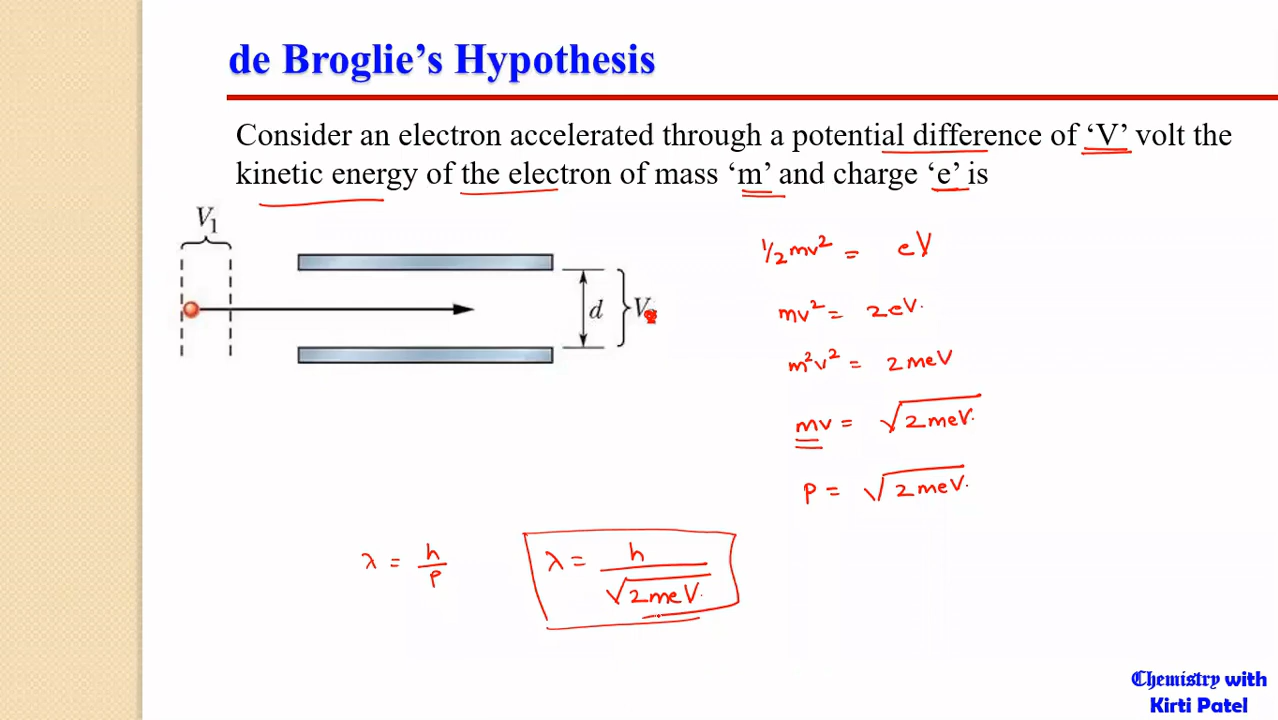 de Broglie’s Hypothesis
Consider an electron accelerated through a potential difference of ‘V’ volt the
kinetic energy of the electron of mass ‘m’ and charge ‘e’ is
V₁
d
V
1/2 mv² = eV
mv² = 2eV.
m²v² = 2meV
mv = √2meV.
p = √2meV.
λ = h/p
λ = h/√2meV.
Chemistry with
Kirti Patel